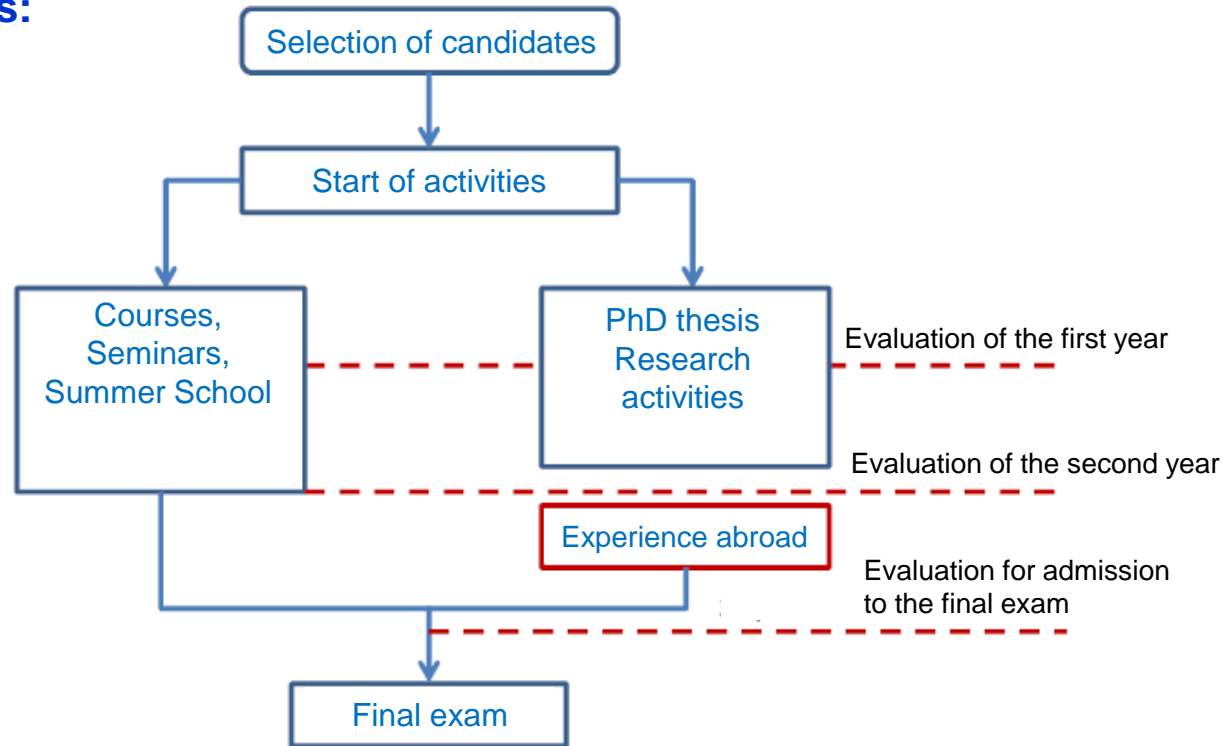 s:
Selection of candidates
Start of activities
Courses,
Seminars,
Summer School
PhD thesis
Research
activities
Evaluation of the first year
Evaluation of the second year
Experience abroad
Evaluation for admission
to the final exam
Final exam